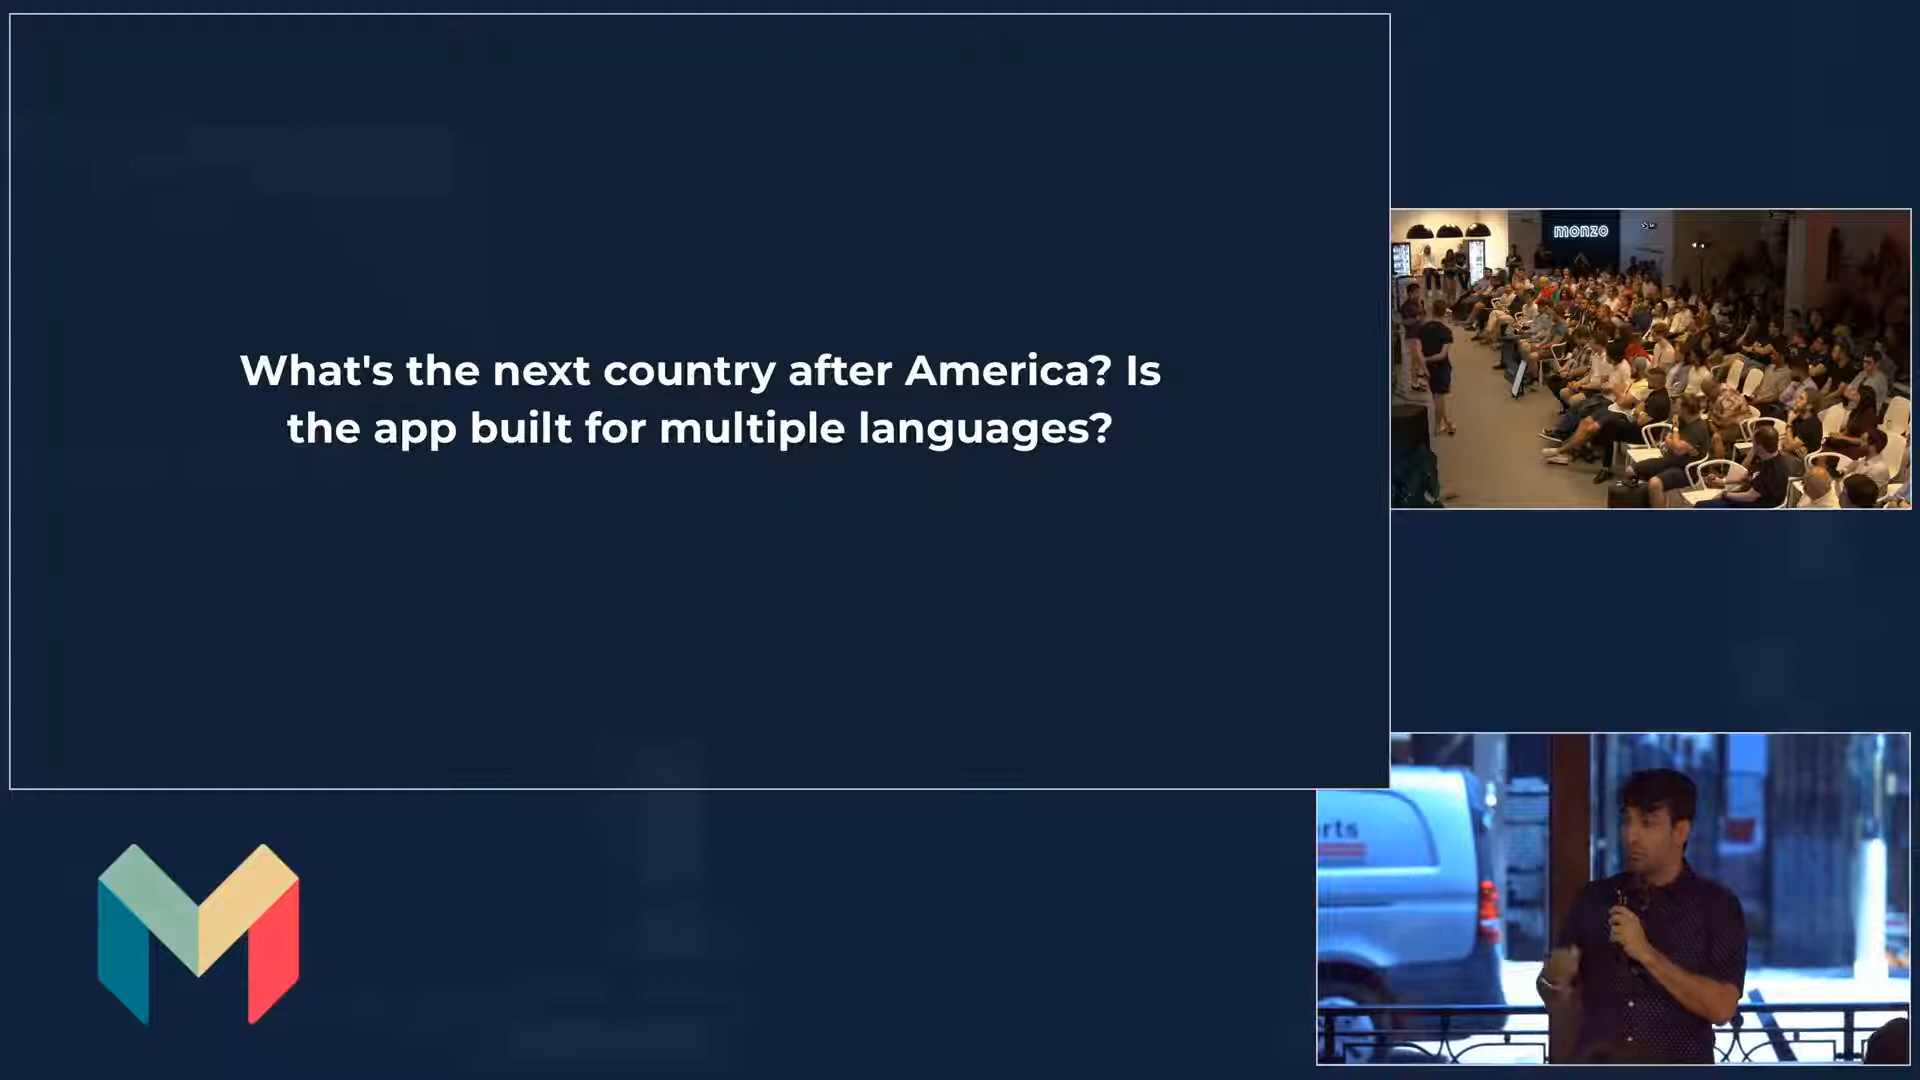 What's the next country after America? Is
the app built for multiple languages?
monzo
rts